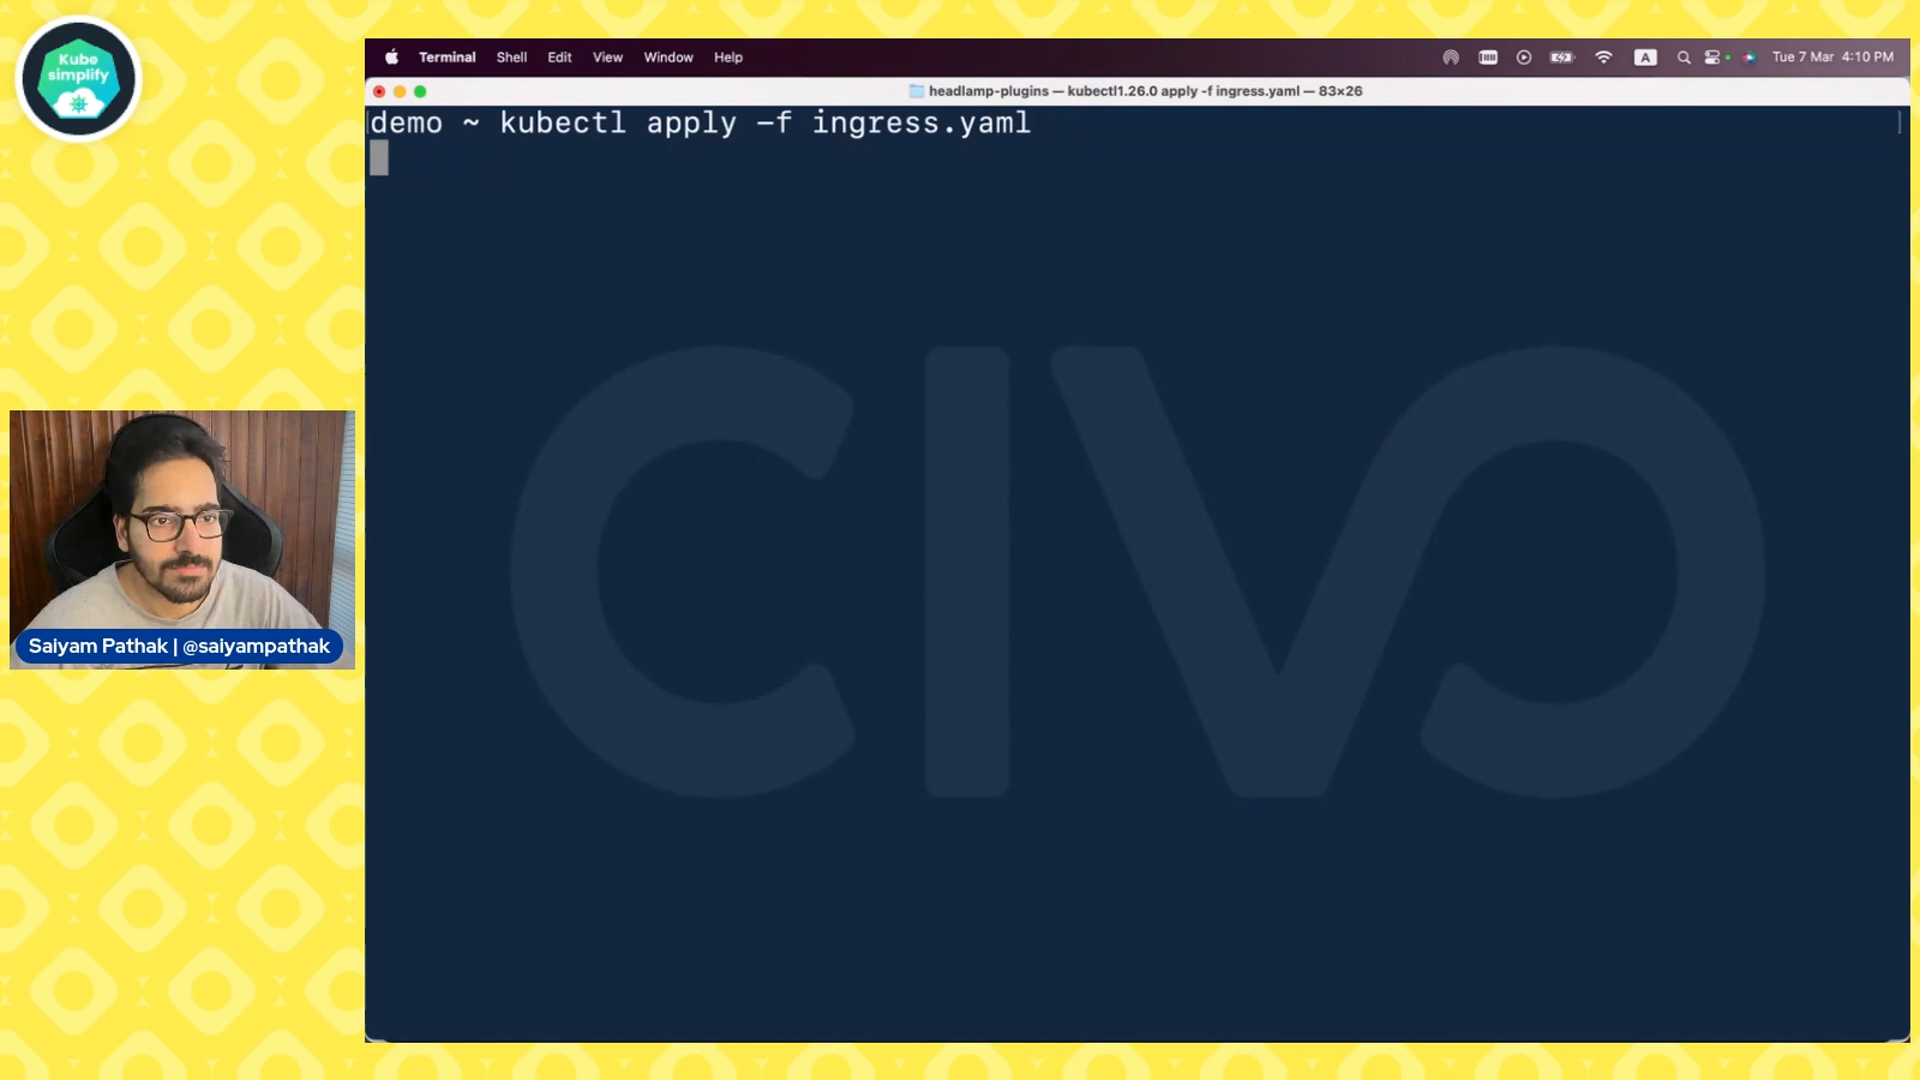 Kube
simplify
Terminal Shell Edit View Window Help
A
Tue 7 Mar 4:10 PM
headlamp-plugins — kubectl1.26.0 apply -f ingress.yaml — 83×26
demo ~ kubectl apply -f ingress.yaml
CIVO
Saiyam Pathak | @saiyampathak